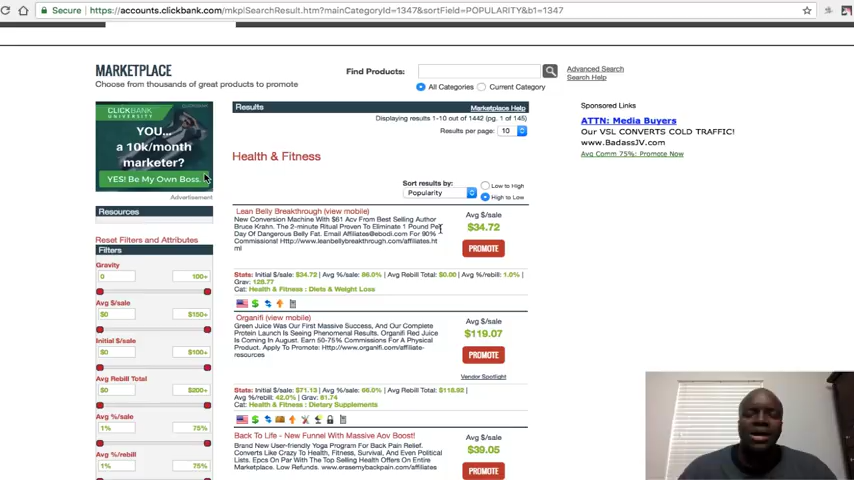 Secure
https://accounts.clickbank.com/mkplSearchResult.htm?mainCategoryId=1347&sortField=POPULARITY&b1=1347
MARKETPLACE
Choose from thousands of great products to promote
Find Products:
Advanced Search
Search Help
All Categories
Current Category
CLICKBANK
UNIVERSITY
YOU...
a 10k/month
marketer?
YES! Be My Own Boss.
Advertisement
Resources
Reset Filters and Attributes
Filters
Gravity
0
100+
Avg $/sale
$0
$150+
Initial $/sale
$0
$100+
Avg Rebill Total
$0
$200+
Avg %/sale
1%
75%
Avg %/rebill
1%
75%
Results
Marketplace Help
Displaying results 1-10 out of 1442 (pg. 1 of 145)
Results per page:
10
Health & Fitness
Sort results by:
Popularity
Low to High
High to Low
Lean Belly Breakthrough (view mobile)
New Conversion Machine With $61 Aov From Best Selling Author
Bruce Krahn. The 2-minute Ritual Proven To Eliminate 1 Pound Per
Day Of Dangerous Belly Fat. Email Affiliates@ebodi.com For 90%
Commissions! Http://www.leanbellybreakthrough.com/affiliates.ht
ml
Avg $/sale
$34.72
PROMOTE
Stats: Initial $/sale: $34.72 | Avg %/sale: 86.0% | Avg Rebill Total: $0.00 | Avg %/rebill: 1.0% |
Grav: 128.77
Cat: Health & Fitness : Diets & Weight Loss
Organifi (view mobile)
Green Juice Was Our First Massive Success, And Our Complete
Protein Launch Is Seeing Phenomenal Results. Organifi Red Juice
Is Coming In August. Earn 50-75% Commissions For A Physical
Product. Apply To Promote: Http://www.organifi.com/affiliate-
resources
Avg $/sale
$119.07
PROMOTE
Vendor Spotlight
Stats: Initial $/sale: $71.13 | Avg %/sale: 66.0% | Avg Rebill Total: $118.92 |
Avg %/rebill: 42.0% | Grav: 81.74
Cat: Health & Fitness : Dietary Supplements
Back To Life - New Funnel With Massive Aov Boost!
Brand New User-friendly Yoga Program For Back Pain Relief.
Converts Like Crazy To Health, Fitness, Survival, And Even Political
Lists. Epcs On Par With The Top Selling Health Offers On Entire
Marketplace. Low Refunds. www.erasemybackpain.com/affiliates
Avg $/sale
$39.05
PROMOTE
Sponsored Links
ATTN: Media Buyers
Our VSL CONVERTS COLD TRAFFIC!
www.BadassJV.com
Avg Comm 75%: Promote Now